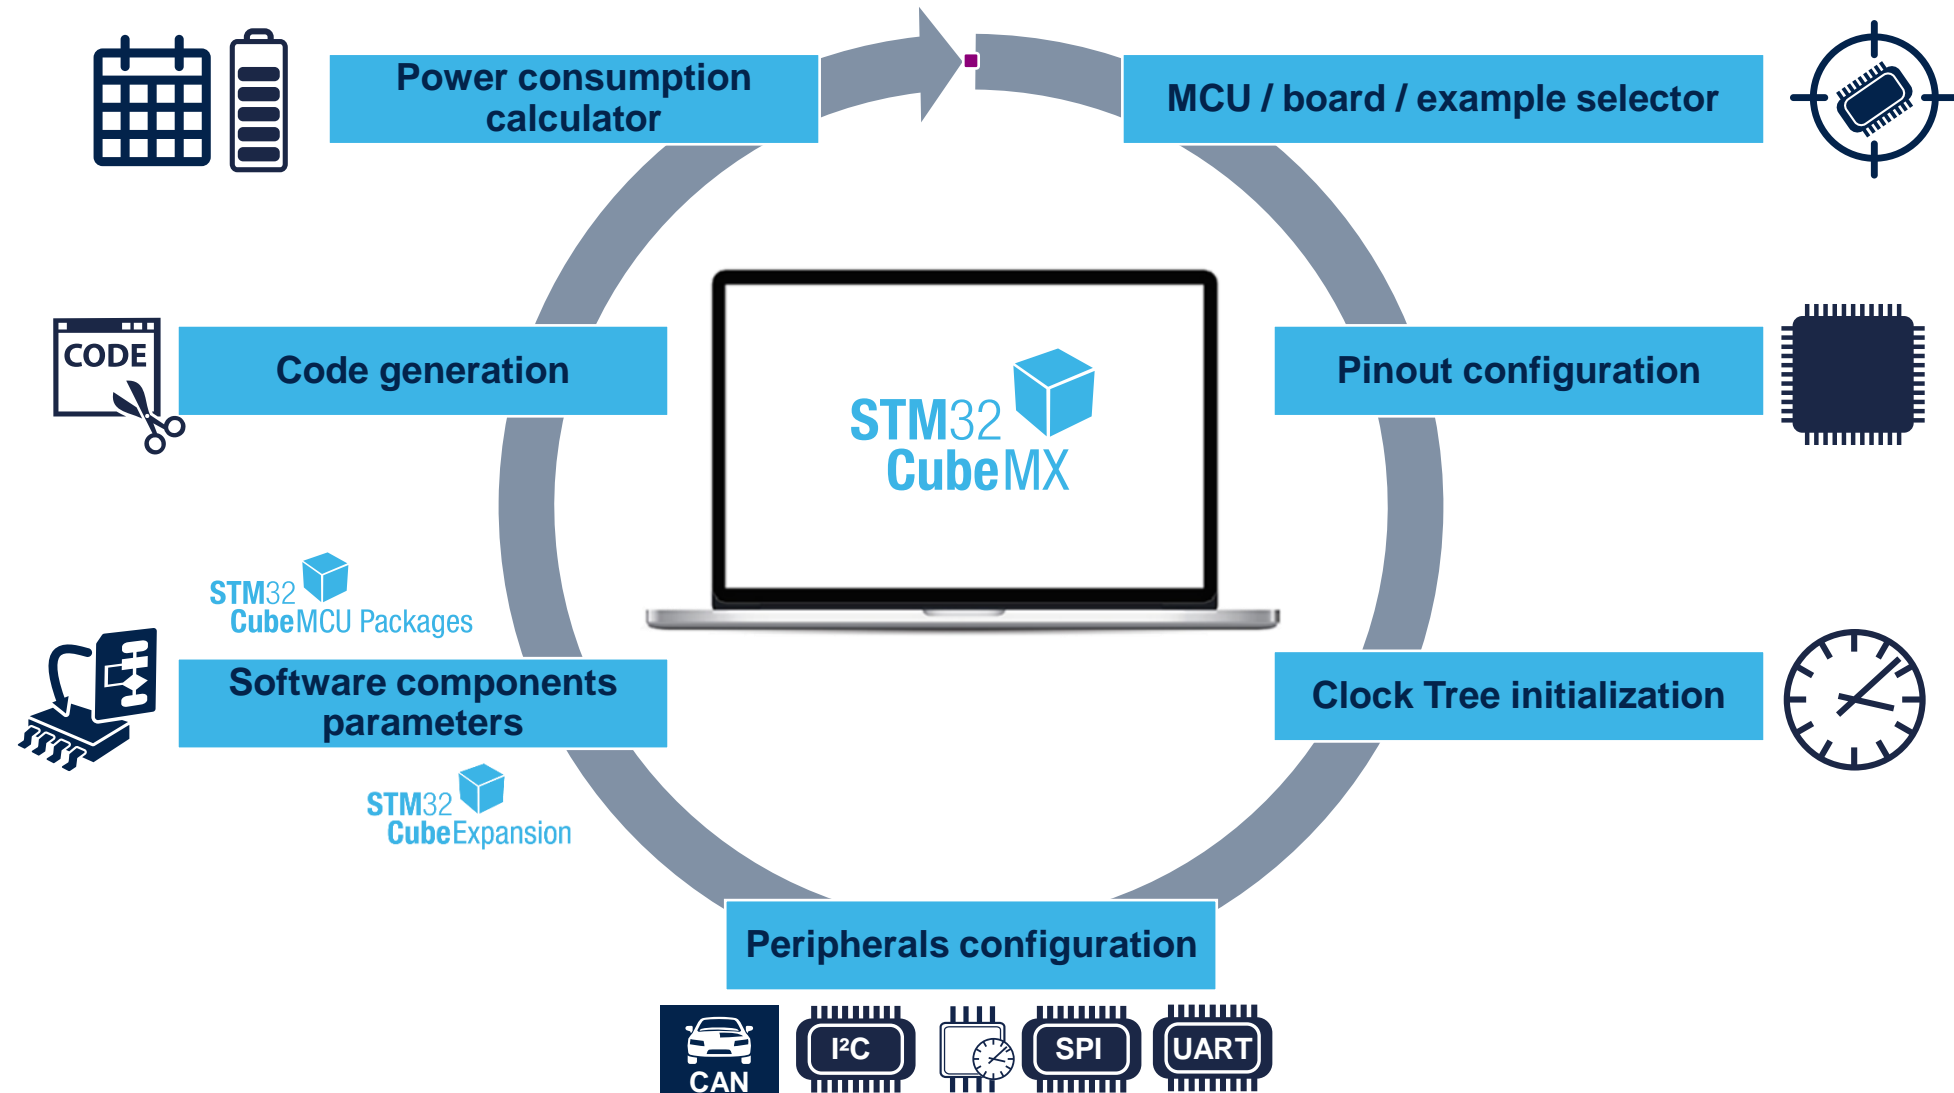 Power consumption
calculator
MCU / board / example selector
CODE
Code generation
STM32
CubeMX
Pinout configuration
STM32
CubeMCU Packages
Software components
parameters
Clock Tree initialization
STM32
CubeExpansion
Peripherals configuration
CAN
I²C
SPI
UART